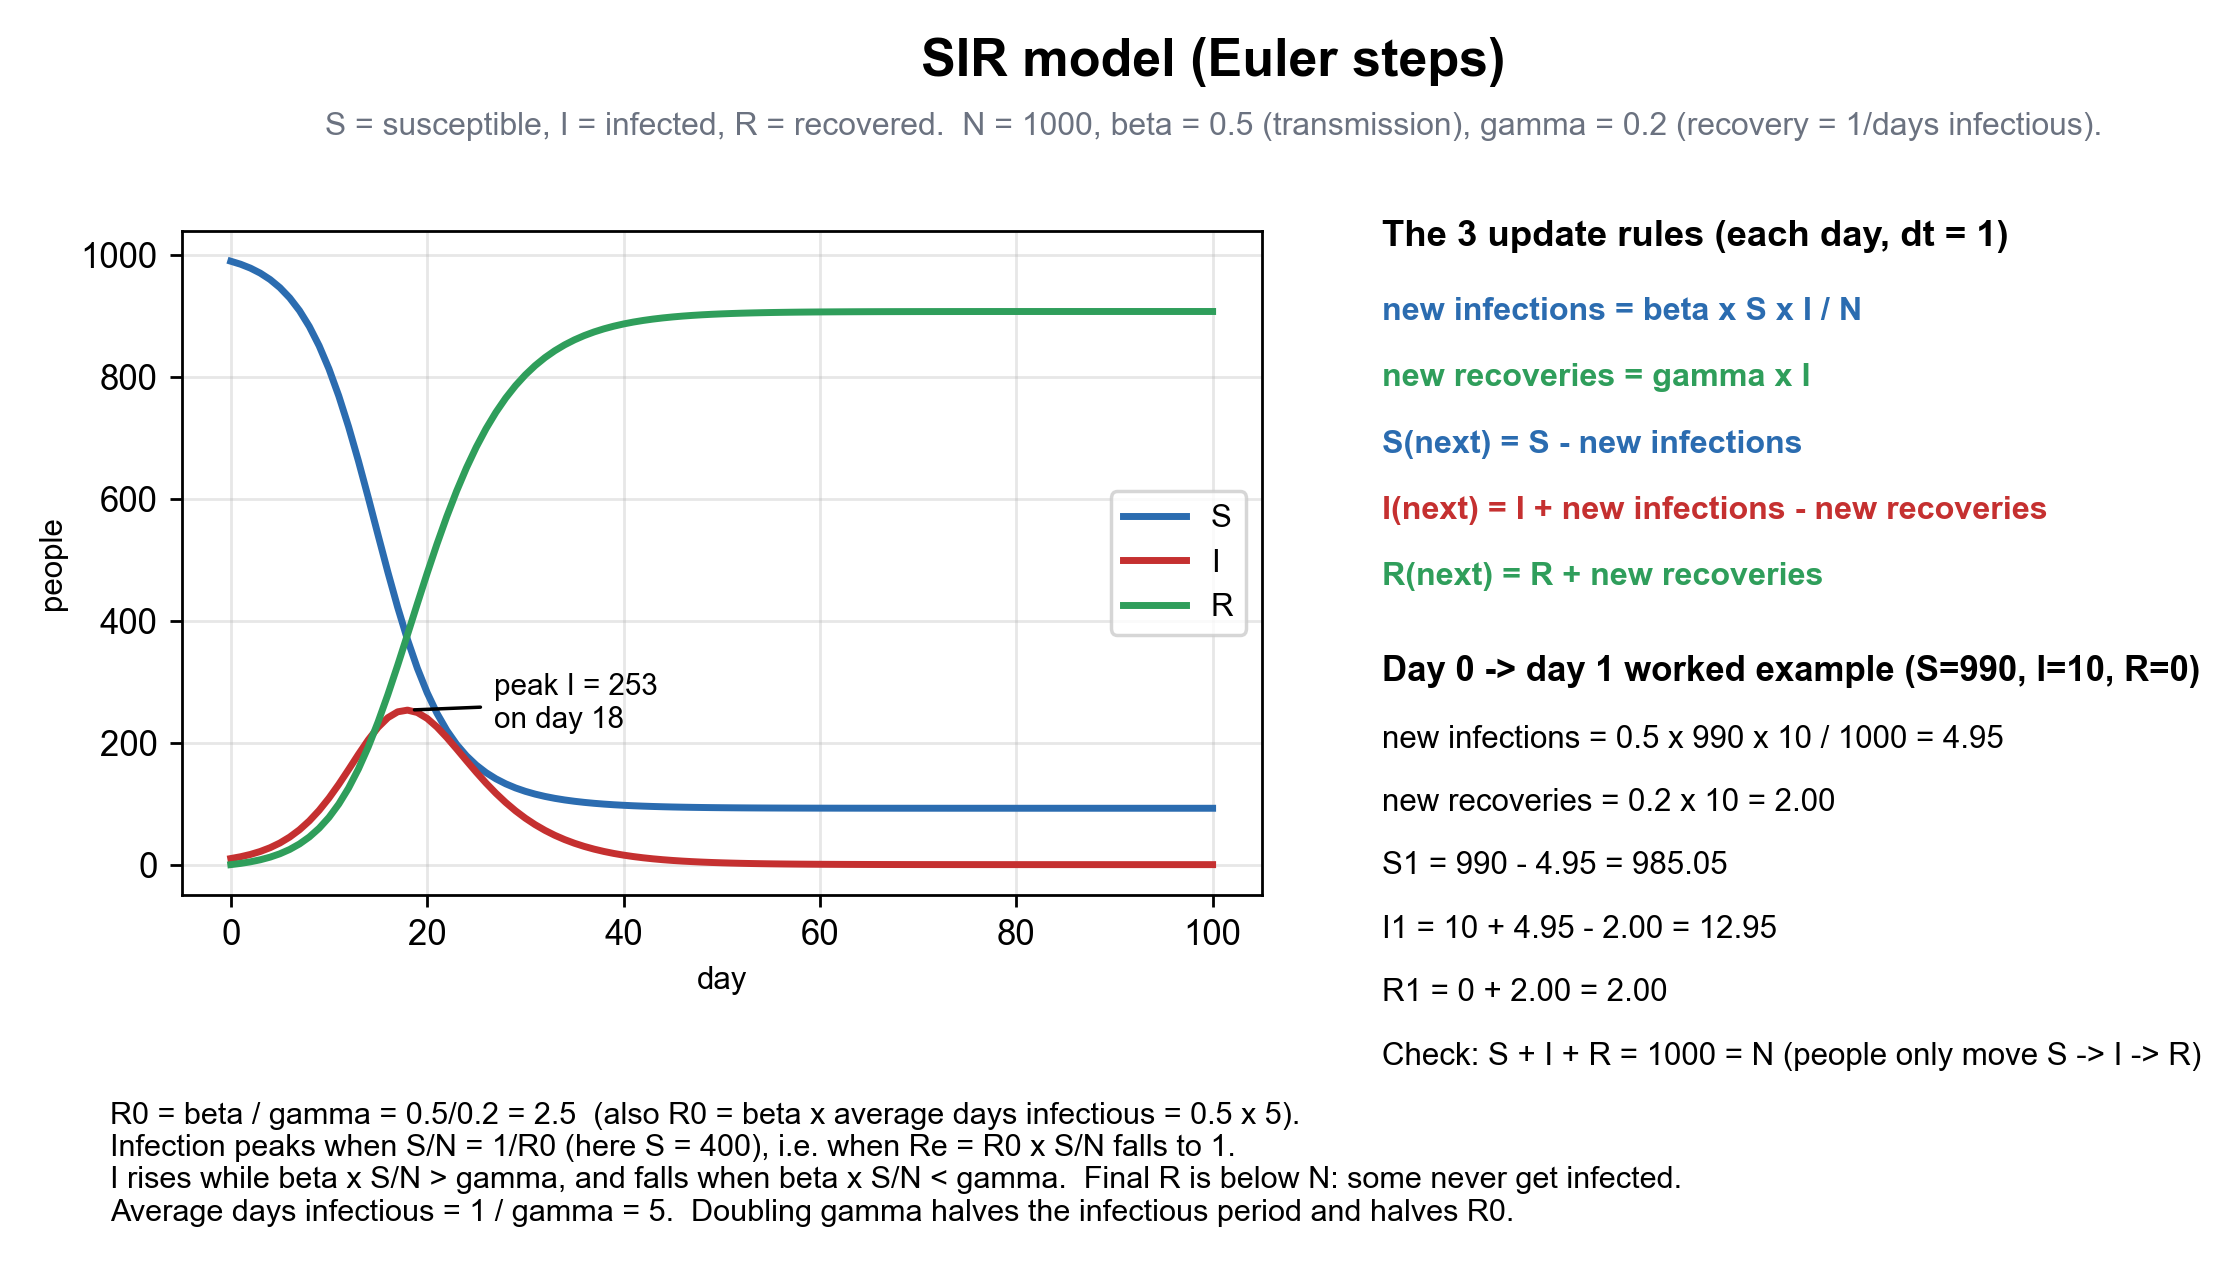 SIR model (Euler steps)
S = susceptible, I = infected, R = recovered.  N = 1000, beta = 0.5 (transmission), gamma = 0.2 (recovery = 1/days infectious).
1000
800
600
400
200
0
people
0 20 40 60 80 100
day
S
I
R
peak I = 253
on day 18
The 3 update rules (each day, dt = 1)
new infections = beta x S x I / N
new recoveries = gamma x I
S(next) = S - new infections
I(next) = I + new infections - new recoveries
R(next) = R + new recoveries
Day 0 -> day 1 worked example (S=990, I=10, R=0)
new infections = 0.5 x 990 x 10 / 1000 = 4.95
new recoveries = 0.2 x 10 = 2.00
S1 = 990 - 4.95 = 985.05
I1 = 10 + 4.95 - 2.00 = 12.95
R1 = 0 + 2.00 = 2.00
Check: S + I + R = 1000 = N (people only move S -> I -> R)
R0 = beta / gamma = 0.5/0.2 = 2.5  (also R0 = beta x average days infectious = 0.5 x 5).
Infection peaks when S/N = 1/R0 (here S = 400), i.e. when Re = R0 x S/N falls to 1.
I rises while beta x S/N > gamma, and falls when beta x S/N < gamma.  Final R is below N: some never get infected.
Average days infectious = 1 / gamma = 5.  Doubling gamma halves the infectious period and halves R0.